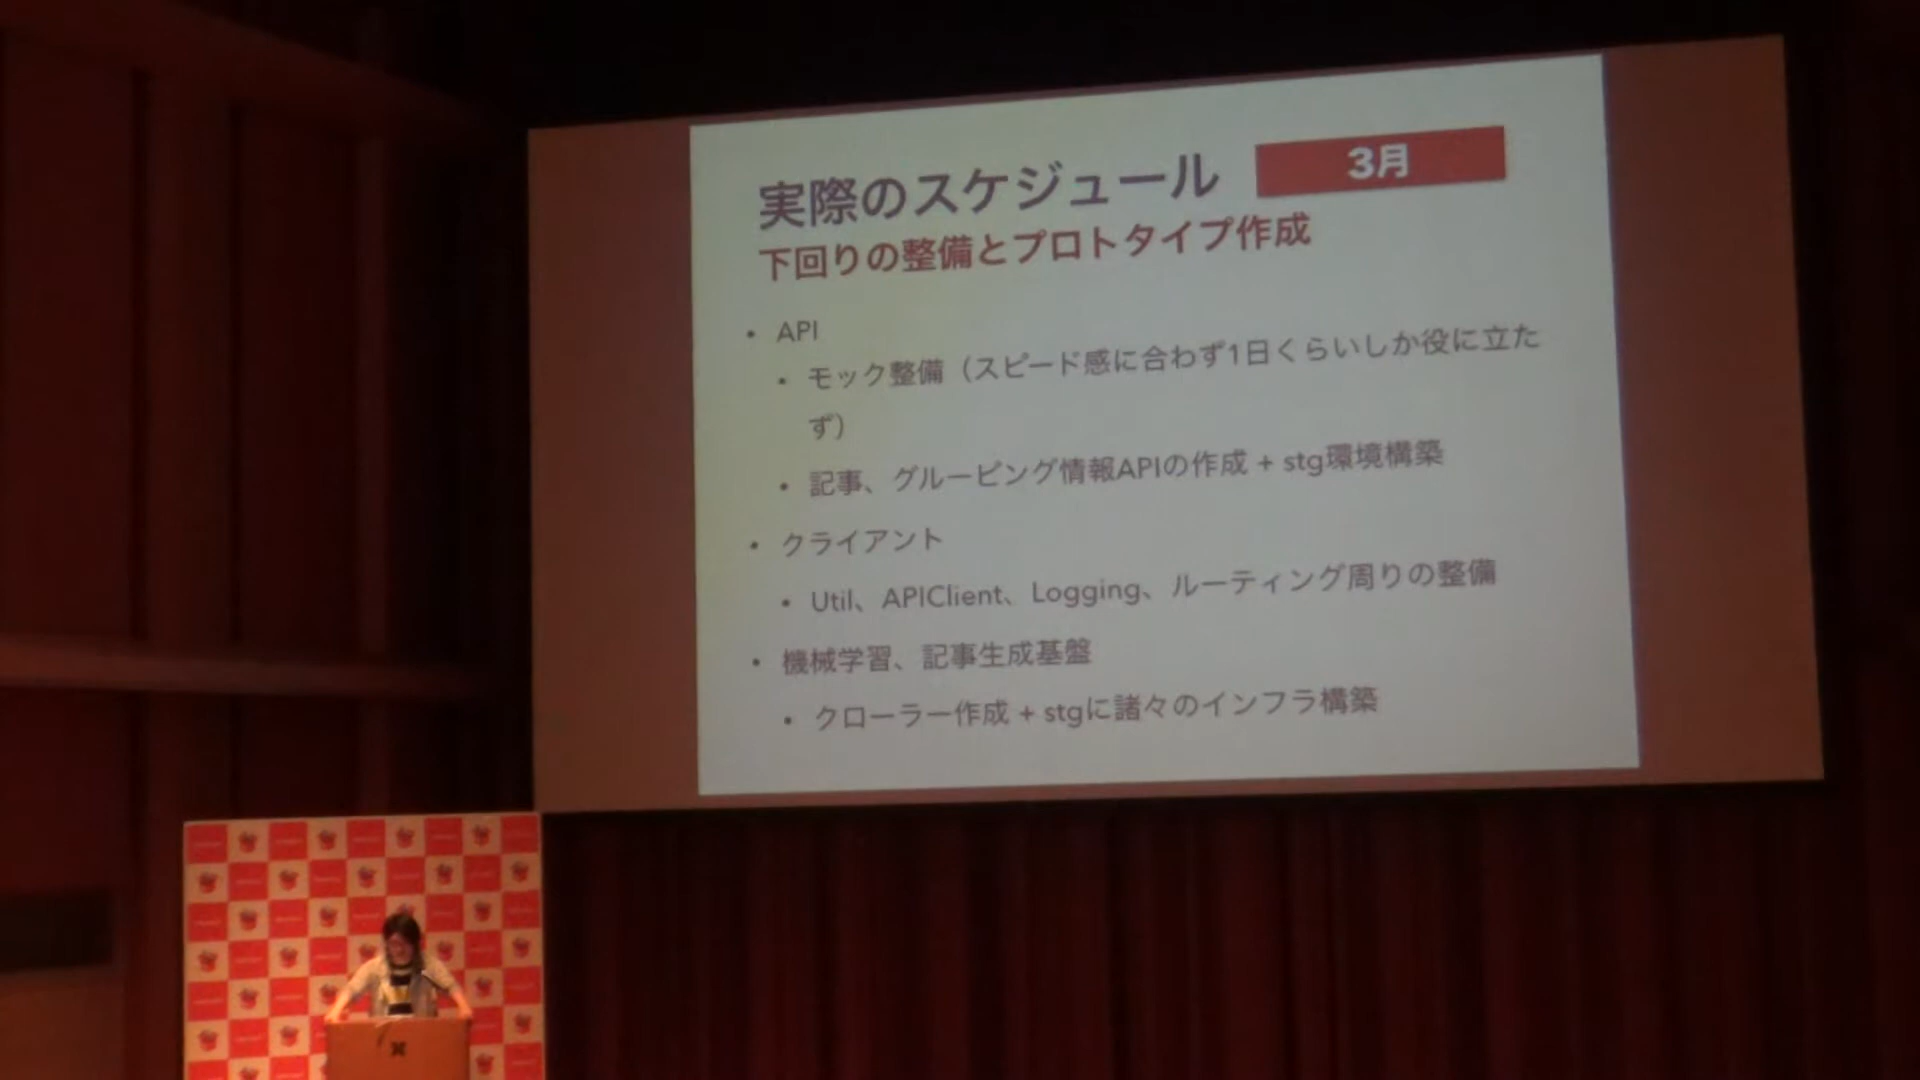 実際のスケジュール
3月
下回りの整備とプロトタイプ作成
• API
• モック整備（スピード感に合わず1日くらいしか役に立た
ず）
• 記事、グルーピング情報APIの作成 + stg環境構築
• クライアント
• Util、APIClient、Logging、ルーティング周りの整備
• 機械学習、記事生成基盤
• クローラー作成 + stgに諸々のインフラ構築